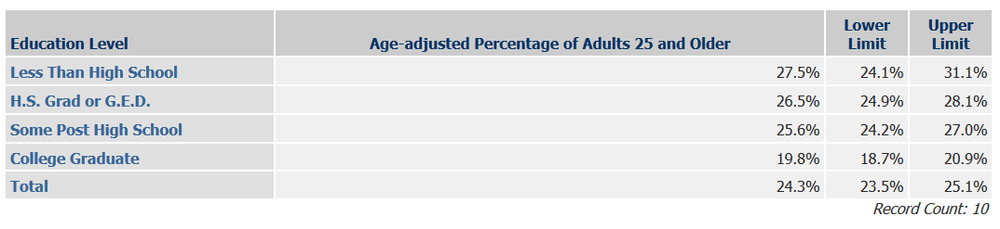 Education Level Age-adjusted Percentage of Adults 25 and Older Lower Limit Upper Limit
Less Than High School 27.5% 24.1% 31.1%
H.S. Grad or G.E.D. 26.5% 24.9% 28.1%
Some Post High School 25.6% 24.2% 27.0%
College Graduate 19.8% 18.7% 20.9%
Total 24.3% 23.5% 25.1%
Record Count: 10